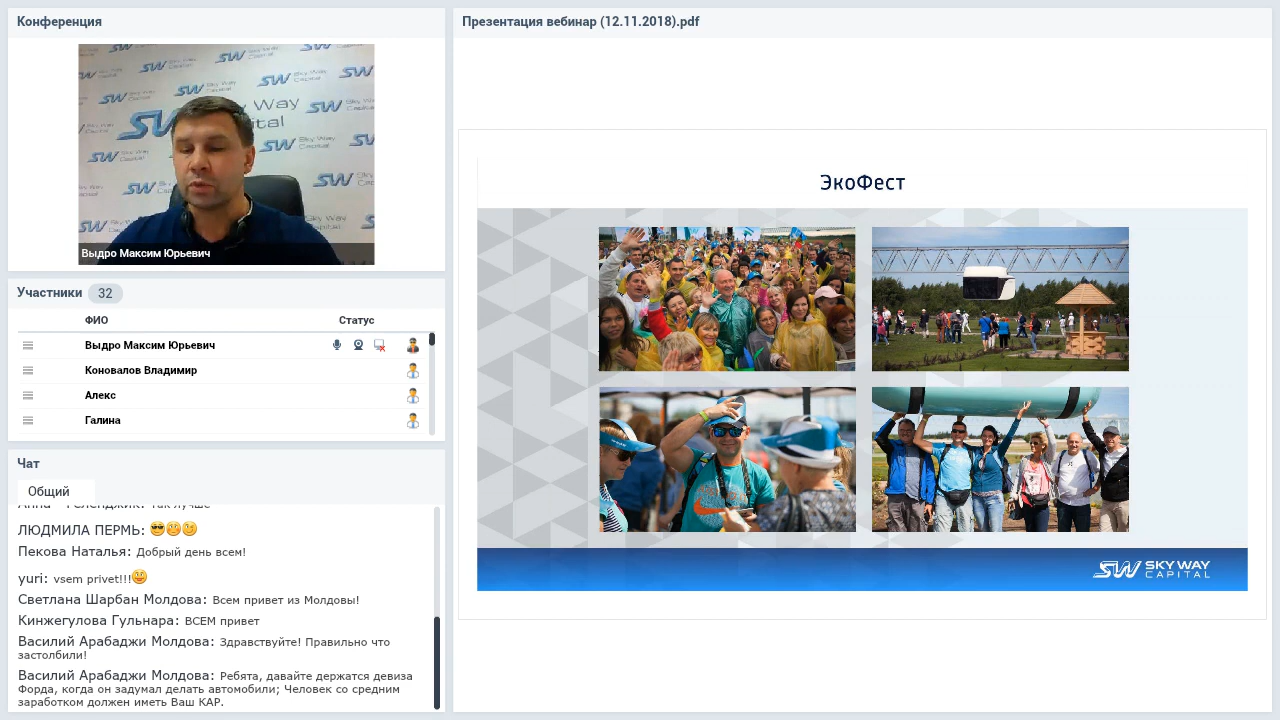 Конференция
SW Sky Way Capital
Выдро Максим Юрьевич
Участники 32
ФИО Статус
Выдро Максим Юрьевич
Коновалов Владимир
Алекс
Галина
Чат
Общий
ЛЮДМИЛА ПЕРМЬ:
Пекова Наталья: Добрый день всем!
yuri: vsem privet!!!
Светлана Шарбан Молдова: Всем привет из Молдовы!
Кинжегулова Гульнара: ВСЕМ привет
Василий Арабаджи Молдова: Здравствуйте! Правильно что
застолбили!
Василий Арабаджи Молдова: Ребята, давайте держатся девиза
Форда, когда он задумал делать автомобили; Человек со средним
заработком должен иметь Ваш КАР.
Презентация вебинар (12.11.2018).pdf
ЭкоФест
SW SKY WAY
CAPITAL